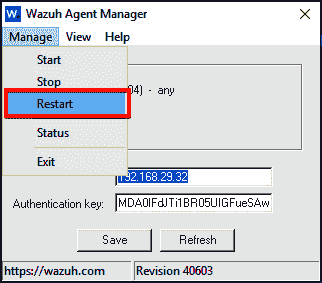 Wazuh Agent Manager
Manage View Help
Start
Stop
04) - any
Restart
Status
Exit
192.168.29.32
Authentication key: MDA0IFdJTi1BR05UIGFueSAw
Save Refresh
https://wazuh.com Revision 40603